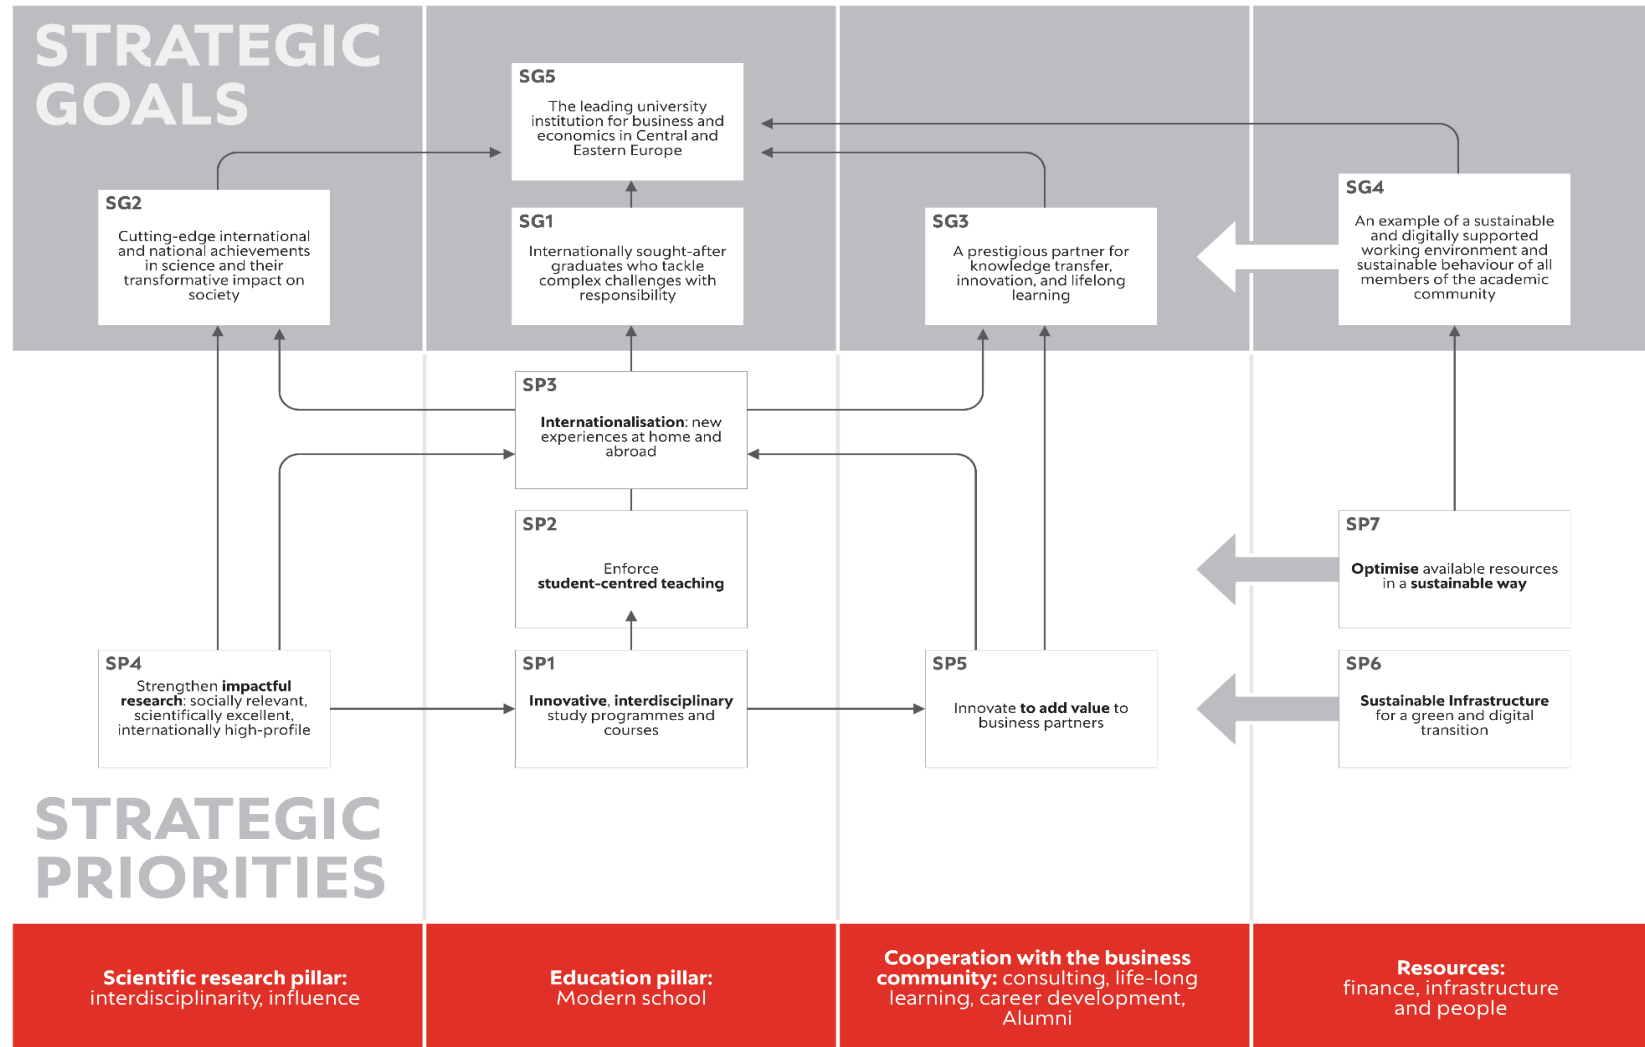 STRATEGIC
GOALS
SG5
The leading university
institution for business and
economics in Central and
Eastern Europe
SG2
Cutting-edge international
and national achievements
in science and their
transformative impact on
society
SG1
Internationally sought-after
graduates who tackle
complex challenges with
responsibility
SG3
A prestigious partner for
knowledge transfer,
innovation, and lifelong
learning
SG4
An example of a sustainable
and digitally supported
working environment and
sustainable behaviour of all
members of the academic
community
SP3
Internationalisation: new
experiences at home and
abroad
SP2
Enforce
student-centred teaching
SP7
Optimise available resources
in a sustainable way
SP4
Strengthen impactful
research: socially relevant,
scientifically excellent,
internationally high-profile
SP1
Innovative, interdisciplinary
study programmes and
courses
SP5
Innovate to add value to
business partners
SP6
Sustainable Infrastructure
for a green and digital
transition
STRATEGIC
PRIORITIES
Scientific research pillar:
interdisciplinarity, influence
Education pillar:
Modern school
Cooperation with the business
community: consulting, life-long
learning, career development,
Alumni
Resources:
finance, infrastructure
and people